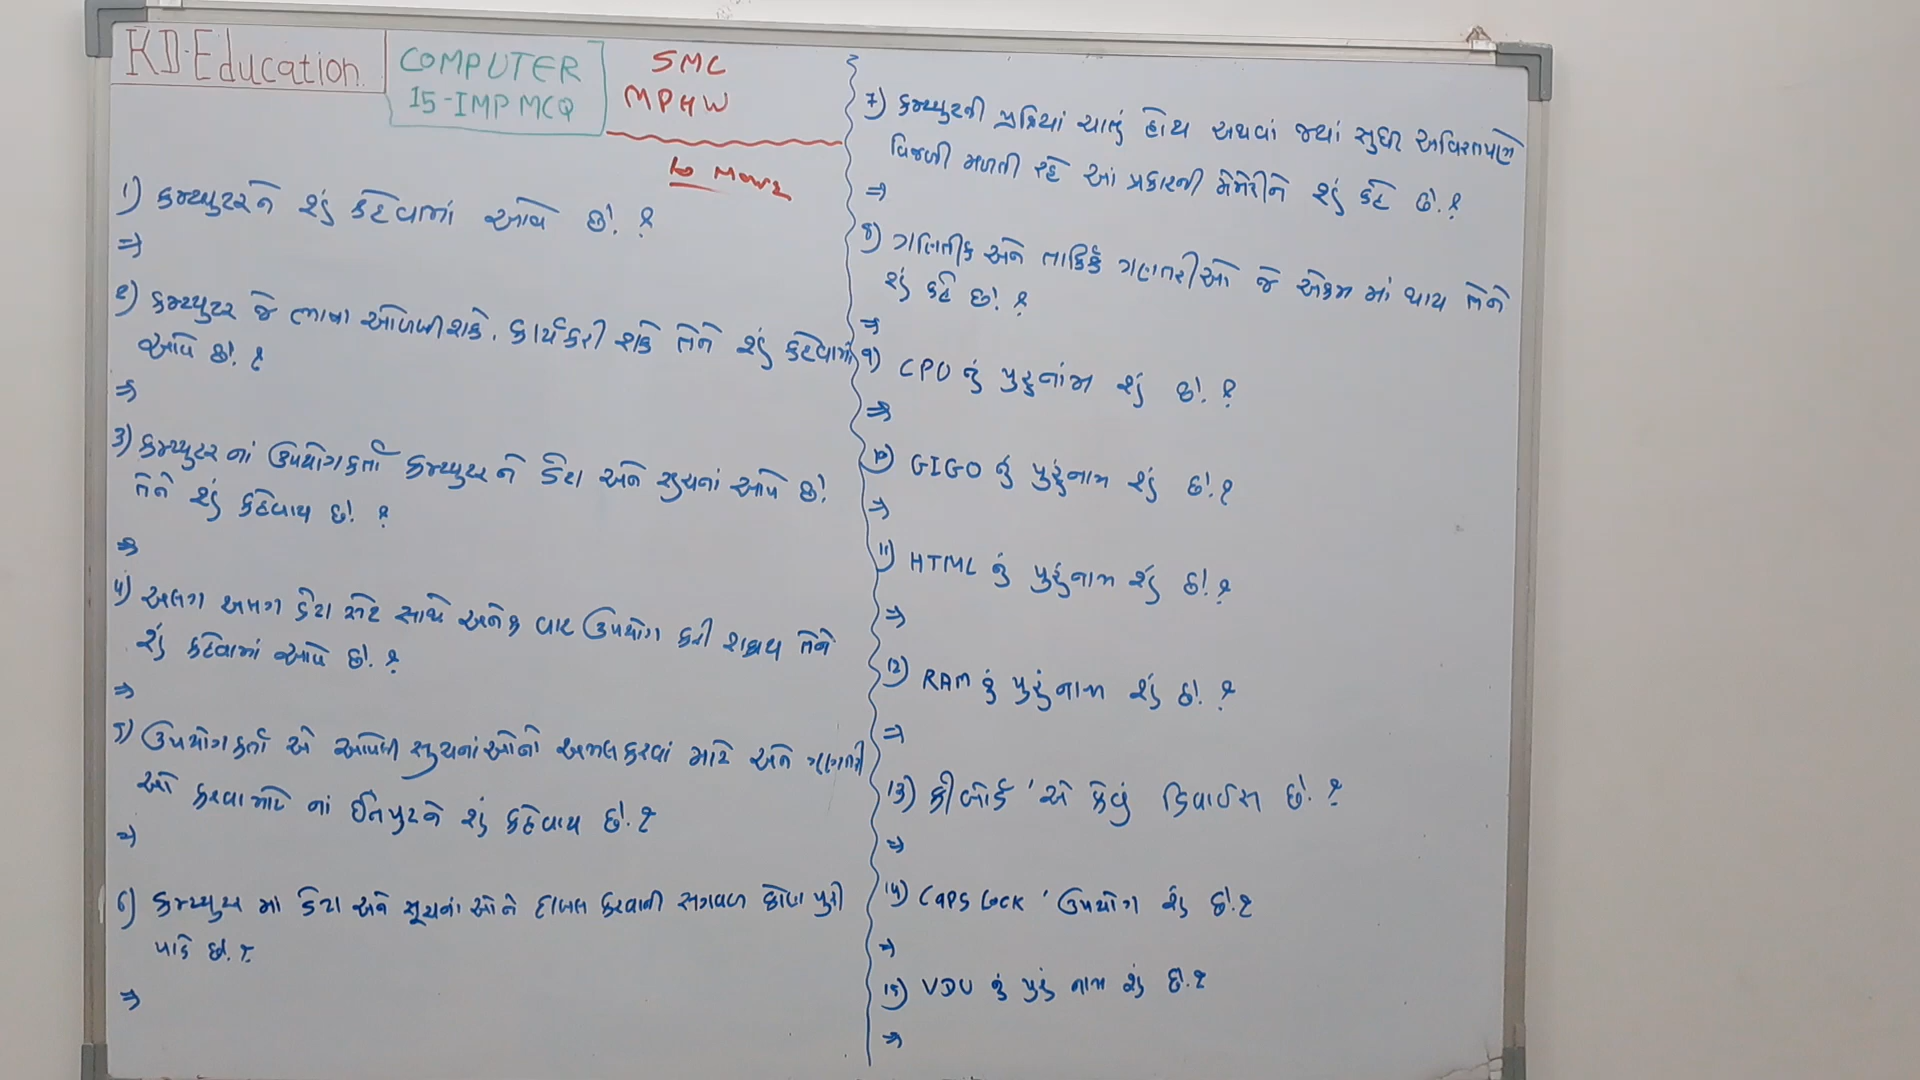 KD-Education
COMPUTER
15-IMP MCQ
SMC
MPHW
1) કમ્પ્યુટરને શું કહેવામાં આવે છે. ?
⇒
2) કમ્પ્યુટર જે ભાષા ઓળખી શકે, કાર્ય કરી શકે તેને શું કહેવામાં
આવે છે. ?
⇒
3) કમ્પ્યુટર નાં ઉપયોગકર્તા કમ્પ્યુટર ને ડેટા અને સુચનાં આપે છે.
તેને શું કહેવાય છે. ?
⇒
4) અલગ અલગ ડેટા સેટ સાથે અનેક વાર ઉપયોગ કરી શકાય તેને
શું કહેવામાં આવે છે. ?
⇒
5) ઉપયોગકર્તા એ આપેલી સુચનાંઓનો અમલ કરવાં માટે અને ગણતરી
ઓ કરવા માટે નાં ઈનપુટને શું કહેવાય છે. ?
⇒
6) કમ્પ્યુટર માં ડેટા અને સૂચનાં ઓને દાખલ કરવાની સગવળ કોણ પુરી
પાડે છે. ?
⇒
7) કમ્પ્યુટરની પ્રક્રિયાં ચાલું હોય અથવાં જ્યાં સુધી અવિરતપણે
વિજળી મળતી રહે આં પ્રકારની મેમેરીને શું કહે છે. ?
⇒
8) ગણિતીક અને તાર્કિક ગણતરીઓ જે એકમ માં થાય તેને
શું કહે છે. ?
⇒
9) CPU નું પુરૂનાંમ શું છે. ?
⇒
10) GIGO નું પુરૂંનામ શું છે. ?
⇒
11) HTML નું પુરૂંનામ શું છે. ?
⇒
12) RAM નું પુરૂંનામ શું છે. ?
⇒
13) કીબોર્ડ ' એ કેવું ડિવાઈસ છે. ?
⇒
14) CAPS Lock ' ઉપયોગ શું છે. ?
⇒
15) VDU નું પુરૂં નામ શું છે. ?
⇒